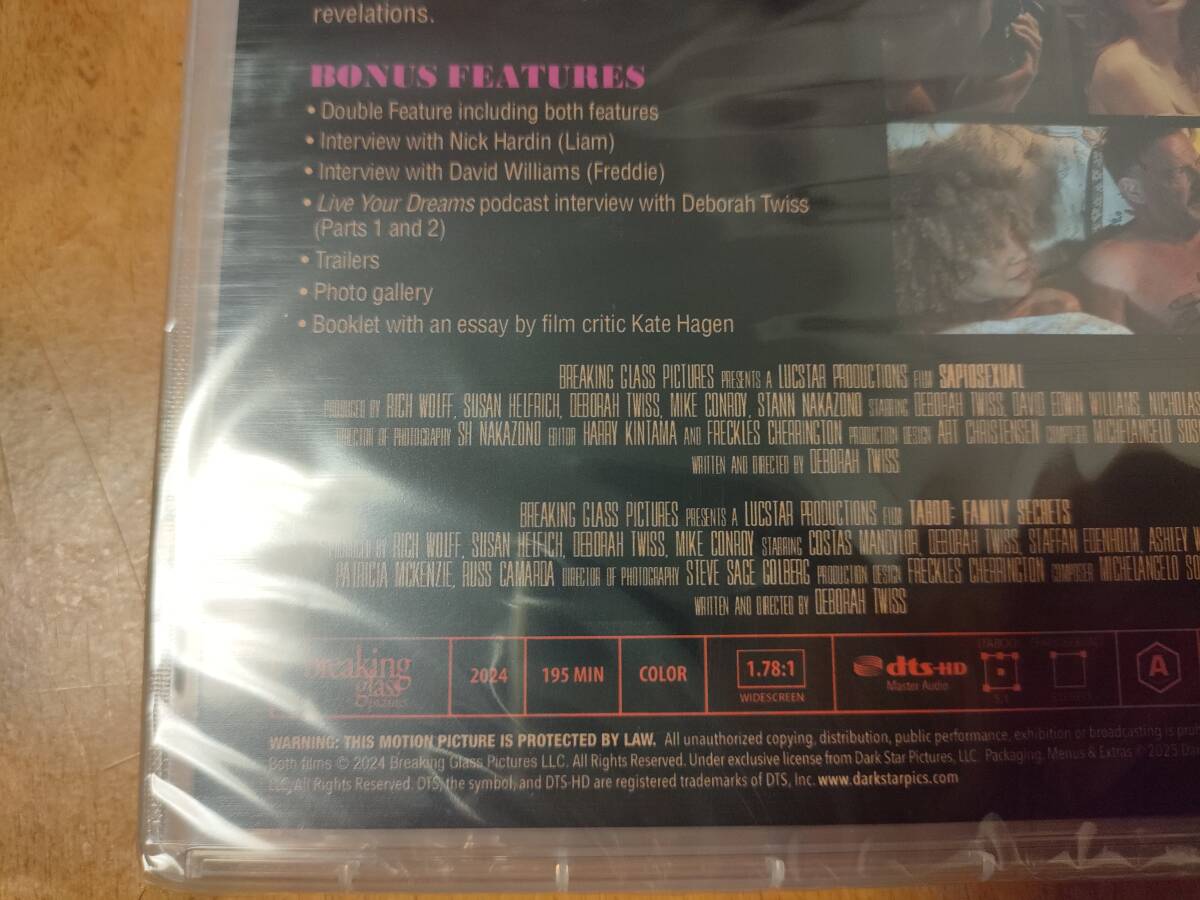 revelations.
BONUS FEATURES
• Double Feature including both features
• Interview with Nick Hardin (Liam)
• Interview with David Williams (Freddie)
• Live Your Dreams podcast interview with Deborah Twiss
(Parts 1 and 2)
• Trailers
• Photo gallery
• Booklet with an essay by film critic Kate Hagen
BREAKING GLASS PICTURES PRESENTS A LUCSTAR PRODUCTIONS FILM SAPIOSEXUAL
PRODUCED BY RICH WOLFF, SUSAN HELFRICH, DEBORAH TWISS, MIKE CONROY, STANN NAKAZONO STARRING DEBORAH TWISS, DAVID EDWIN WILLIAMS, NICHOLAS
DIRECTOR OF PHOTOGRAPHY SH NAKAZONO EDITOR HARRY KINTAMA AND FRECKLES CHERRINGTON PRODUCTION DESIGN ART CHRISTENSEN COMPOSER MICHELANGELO
WRITTEN AND DIRECTED BY DEBORAH TWISS
BREAKING GLASS PICTURES PRESENTS A LUCSTAR PRODUCTIONS FILM TABOO: FAMILY SECRETS
PRODUCED BY RICH WOLFF, SUSAN HELFICH, DEBORAH TWISS, MIKE CONROY STARRING COSTAS MANDYLOR, DEBORAH TWISS, STAFFAN EDENHOLM, ASHLEY
PATRICIA MCKENZIE, RUSS CAMARDA DIRECTOR OF PHOTOGRAPHY STEVE SAGE GOLBERG PRODUCTION DESIGN FRECKLES CHERRINGTON COMPOSER MICHELANGELO
WRITTEN AND DIRECTED BY DEBORAH TWISS
breaking glass pictures 2024 195 MIN COLOR 1.78:1 WIDESCREEN dts-HD Master Audio 5.1 A
WARNING: THIS MOTION PICTURE IS PROTECTED BY LAW. All unauthorized copying, distribution, public performance, exhibition or broadcasting is
Both films © 2024 Breaking Glass Pictures LLC. All Rights Reserved. Under exclusive license from Dark Star Pictures, LLC. Packaging, Menus & Extras © 2025
LLC, All Rights Reserved. DTS, the symbol, and DTS-HD are registered trademarks of DTS, Inc. www.darkstarpics.com